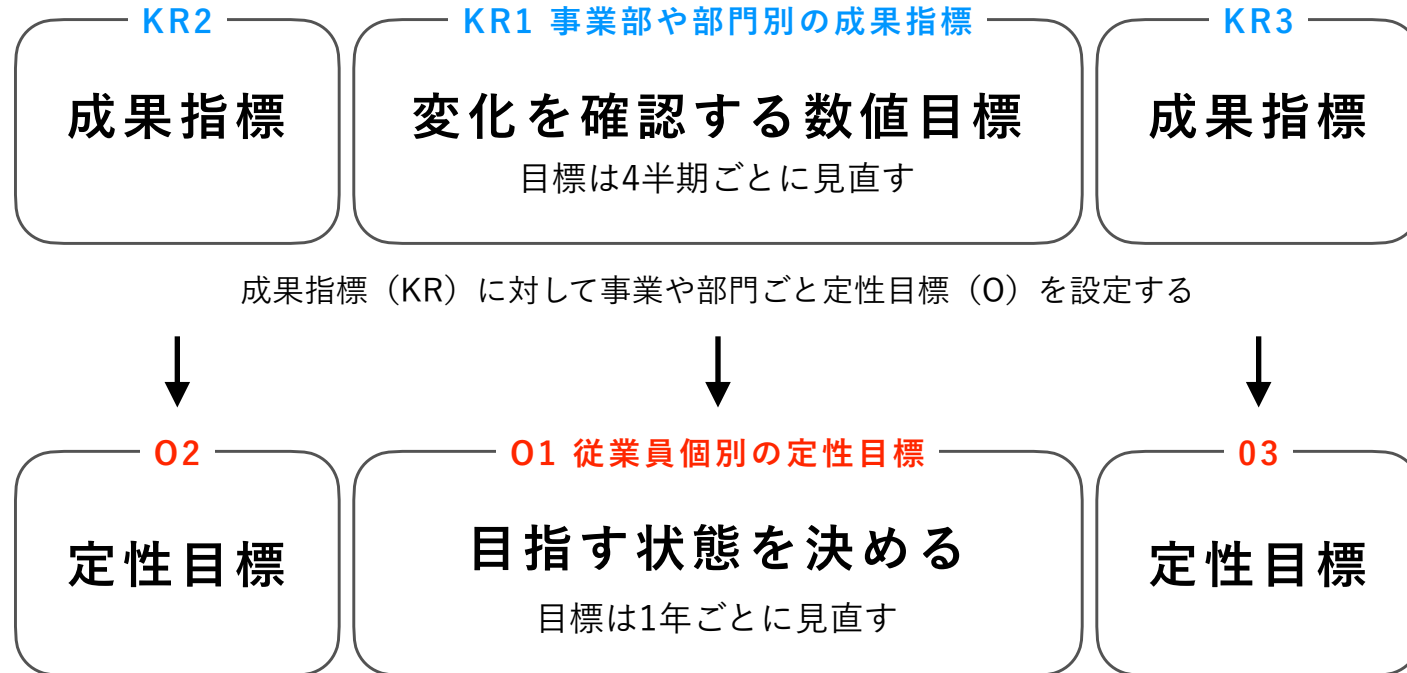 KR2
KR1 事業部や部門別の成果指標
KR3
成果指標
変化を確認する数値目標
目標は4半期ごとに見直す
成果指標
成果指標（KR）に対して事業や部門ごと定性目標（O）を設定する
O2
O1 従業員個別の定性目標
03
定性目標
目指す状態を決める
目標は1年ごとに見直す
定性目標